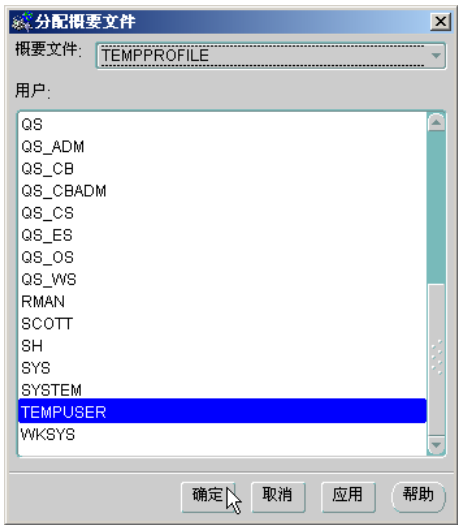 分配概要文件
概要文件: TEMPPROFILE
用户:
QS
QS_ADM
QS_CB
QS_CBADM
QS_CS
QS_ES
QS_OS
QS_WS
RMAN
SCOTT
SH
SYS
SYSTEM
TEMPUSER
WKSYS
确定 取消 应用 帮助